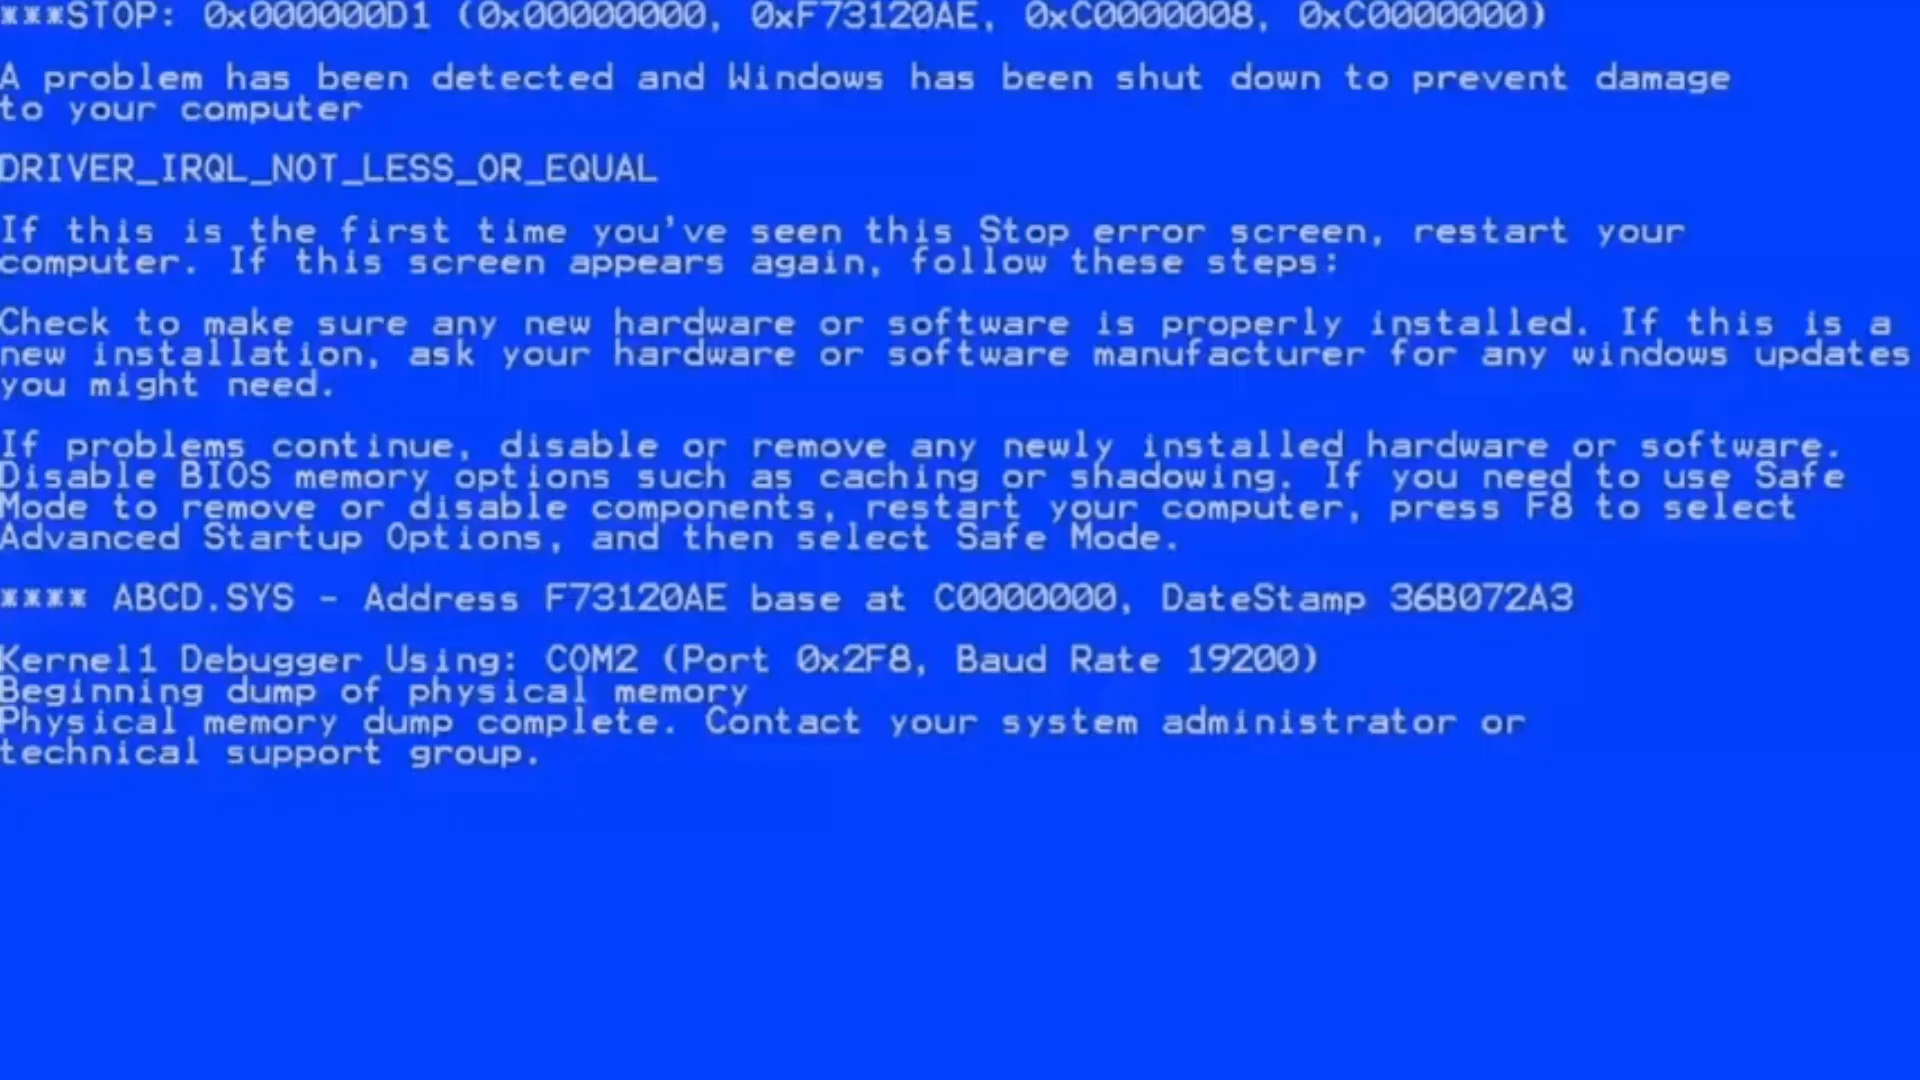 ***STOP: 0x000000D1 (0x00000000, 0xF73120AE, 0xC0000008, 0xC0000000)
A problem has been detected and Windows has been shut down to prevent damage
to your computer
DRIVER_IRQL_NOT_LESS_OR_EQUAL
If this is the first time you've seen this Stop error screen, restart your
computer. If this screen appears again, follow these steps:
Check to make sure any new hardware or software is properly installed. If this is a
new installation, ask your hardware or software manufacturer for any windows updates
you might need.
If problems continue, disable or remove any newly installed hardware or software.
Disable BIOS memory options such as caching or shadowing. If you need to use Safe
Mode to remove or disable components, restart your computer, press F8 to select
Advanced Startup Options, and then select Safe Mode.
**** ABCD.SYS - Address F73120AE base at C0000000, DateStamp 36B072A3
Kernel1 Debugger Using: COM2 (Port 0x2F8, Baud Rate 19200)
Beginning dump of physical memory
Physical memory dump complete. Contact your system administrator or
technical support group.